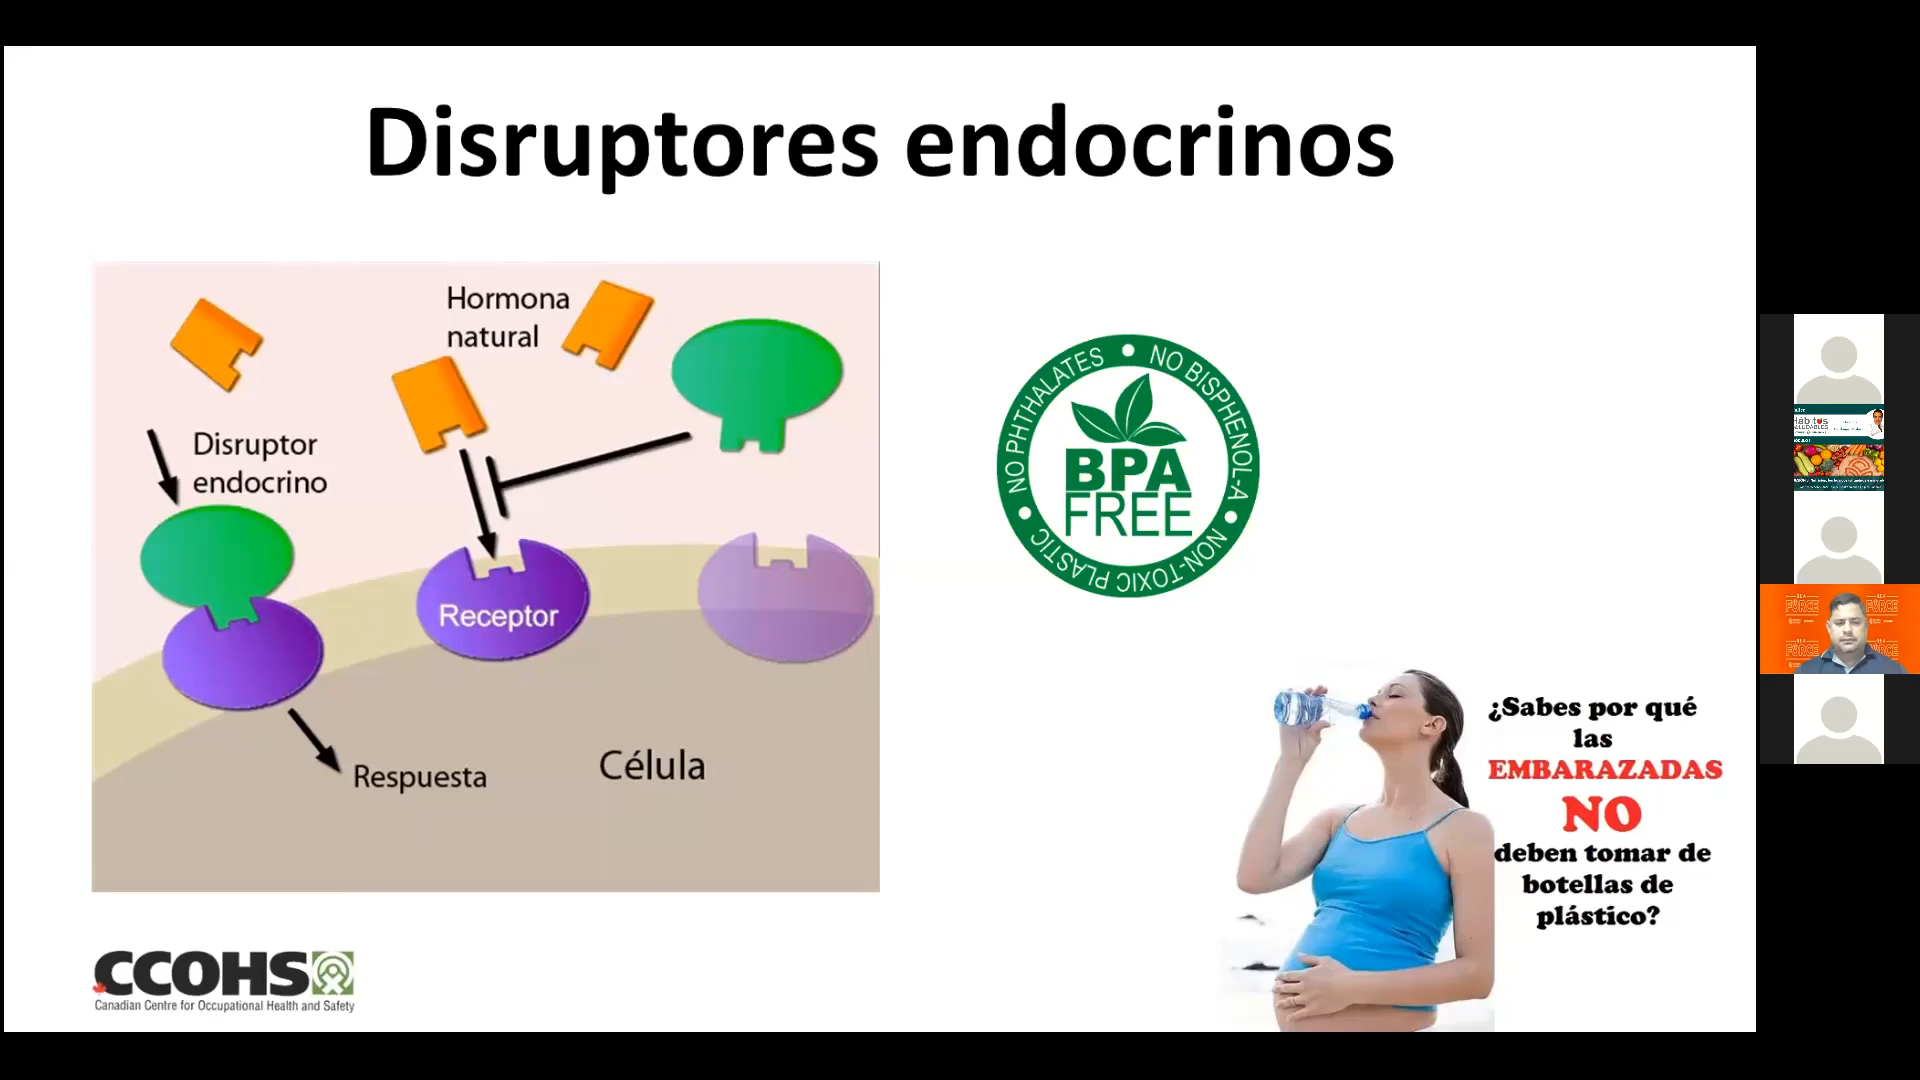 Disruptores endocrinos
Hormona
natural
Disruptor
endocrino
Receptor
Respuesta
Célula
NO PHTHALATES • NO BISPHENOL-A • NON-TOXIC PLASTIC •
BPA
FREE
¿Sabes por qué
las
EMBARAZADAS
NO
deben tomar de
botellas de
plástico?
CCOHS
Canadian Centre for Occupational Health and Safety
BE A
FORCE